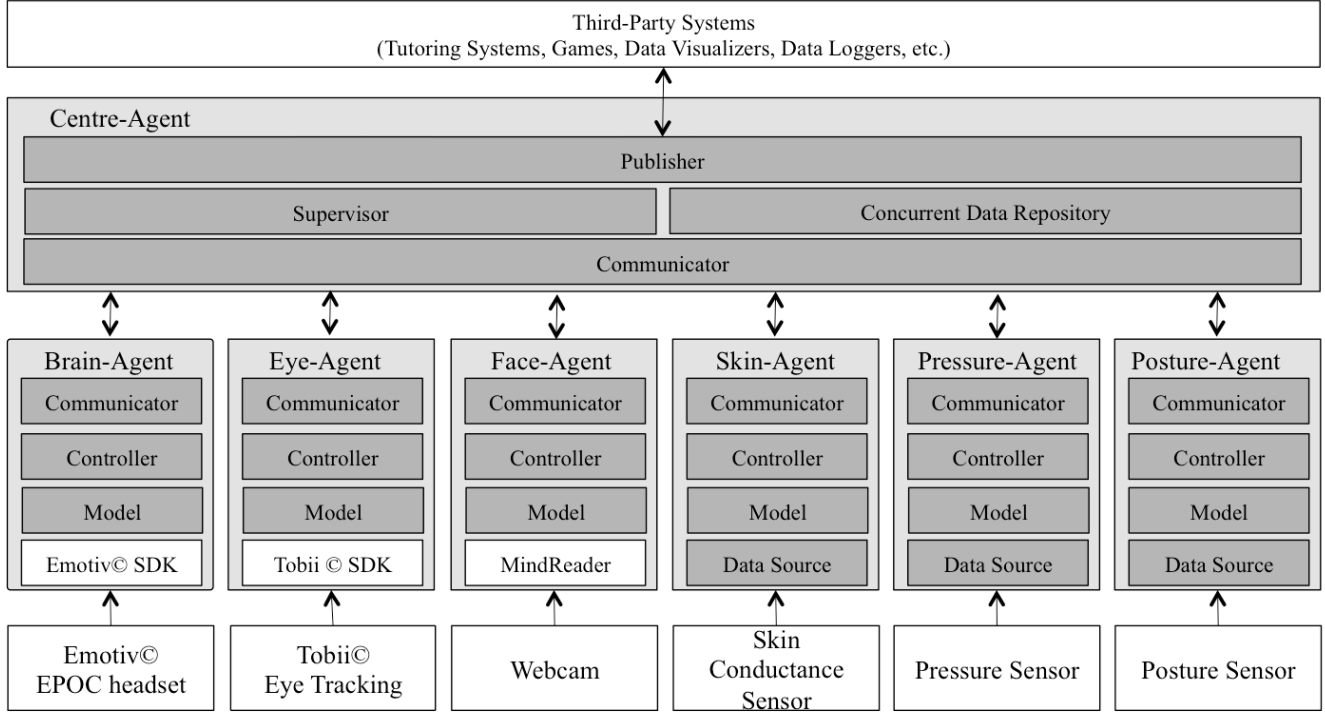 Third-Party Systems
(Tutoring Systems, Games, Data Visualizers, Data Loggers, etc.)
Centre-Agent
Publisher
Supervisor
Concurrent Data Repository
Communicator
Brain-Agent
Communicator
Controller
Model
Emotiv© SDK
Emotiv©
EPOC headset
Eye-Agent
Communicator
Controller
Model
Tobii © SDK
Tobii©
Eye Tracking
Face-Agent
Communicator
Controller
Model
MindReader
Webcam
Skin-Agent
Communicator
Controller
Model
Data Source
Skin
Conductance
Sensor
Pressure-Agent
Communicator
Controller
Model
Data Source
Pressure Sensor
Posture-Agent
Communicator
Controller
Model
Data Source
Posture Sensor